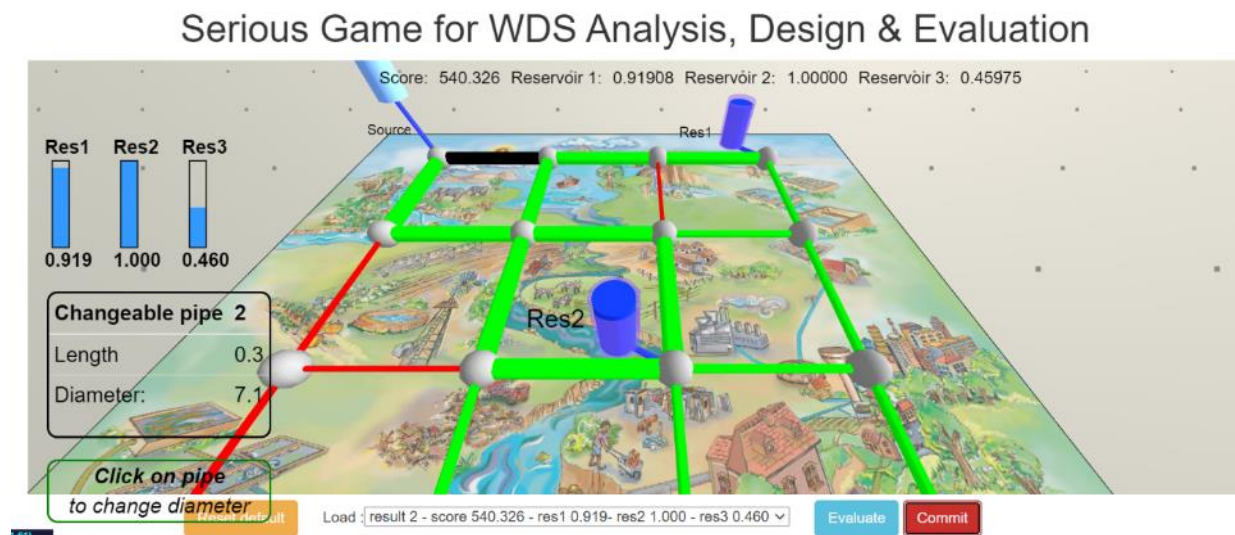 Serious Game for WDS Analysis, Design & Evaluation
Score: 540.326 Reservoir 1: 0.91908 Reservoir 2: 1.00000 Reservoir 3: 0.45975
Source
Res1
Res1 Res2 Res3
0.919 1.000 0.460
Changeable pipe 2
Length 0.3
Diameter: 7.1
Res2
Click on pipe
to change diameter
Reset default
Load : result 2 - score 540.326 - res1 0.919- res2 1.000 - res3 0.460
Evaluate
Commit